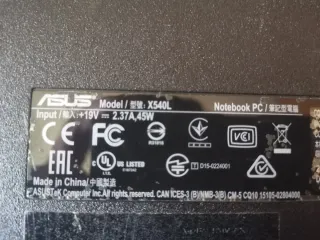 ASUS Model / 型號: X540L Notebook PC / 筆記型電腦
Input / 輸入: +19V ⎓ 2.37A, 45W
CE FC VCCI
EAC UL US LISTED D15-0224001
Made in China/中國製造
ASUSTeK Computer Inc. All rights reserved. CAN ICES-3 (B)/NMB-3(B) CM-5 CQ10 15105-02804000